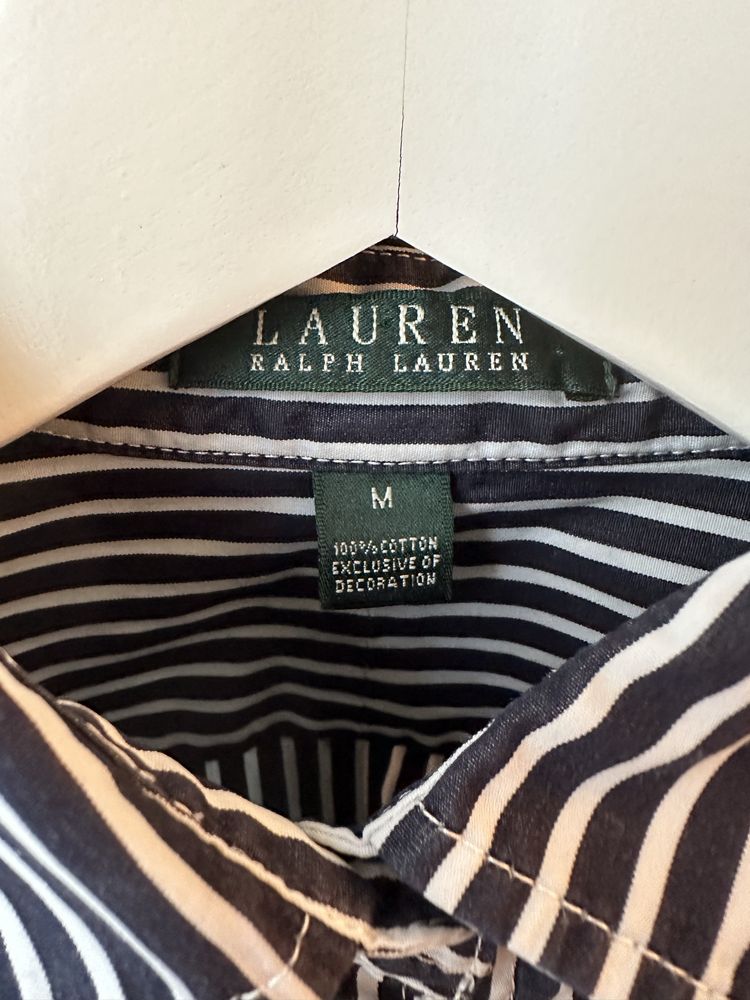 LAUREN
RALPH LAUREN
M
100% COTTON
EXCLUSIVE OF
DECORATION